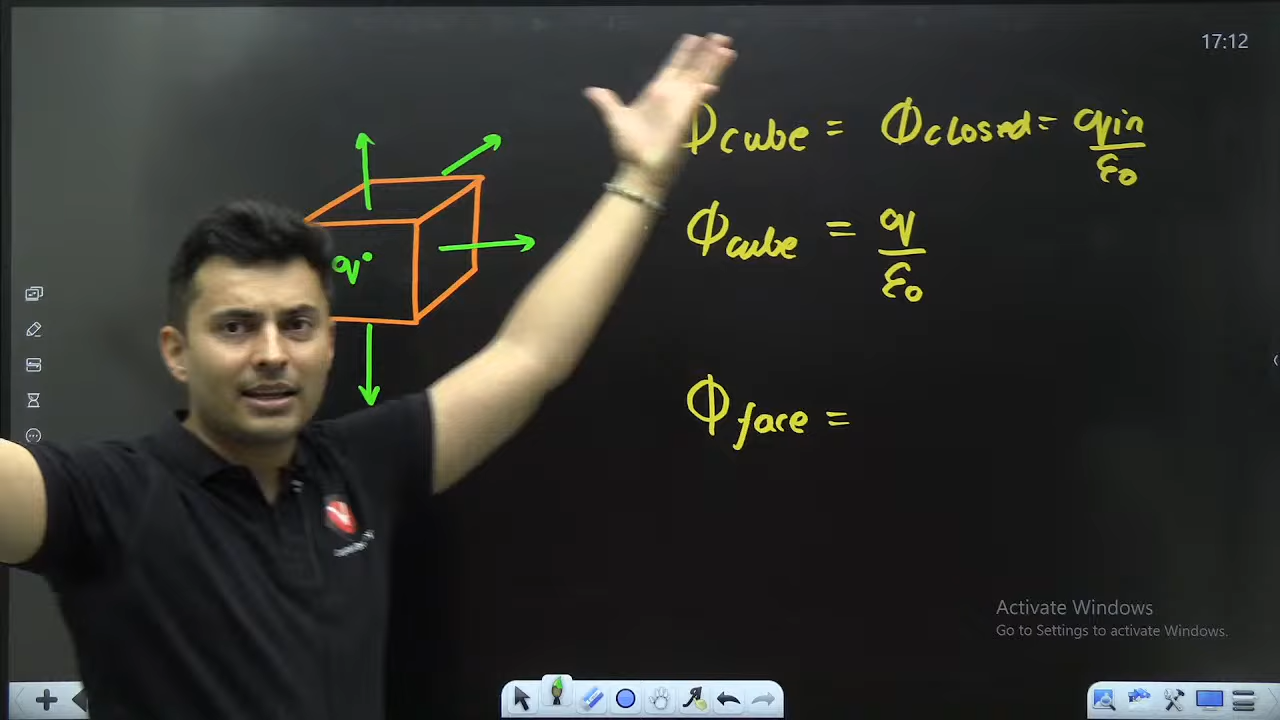 17:12
Φcube = Φclosed = qin/ε0
Φcube = q/ε0
q
Φface =
Activate Windows
Go to Settings to activate Windows.